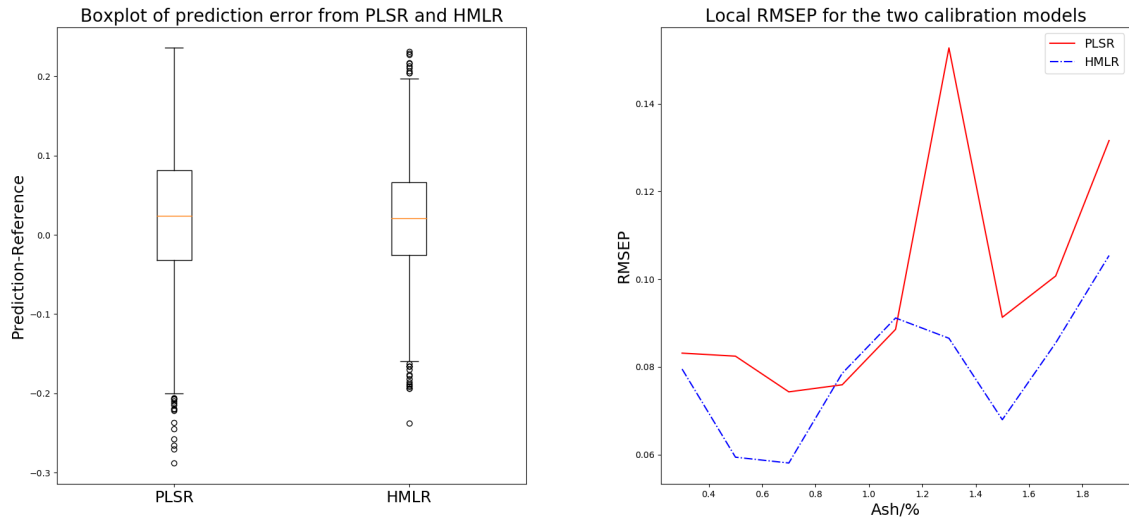 Boxplot of prediction error from PLSR and HMLR
Prediction-Reference
0.2
0.1
0.0
−0.1
−0.2
−0.3
PLSR
HMLR
Local RMSEP for the two calibration models
PLSR
HMLR
RMSEP
0.14
0.12
0.10
0.08
0.06
0.4
0.6
0.8
1.0
1.2
1.4
1.6
1.8
Ash/%